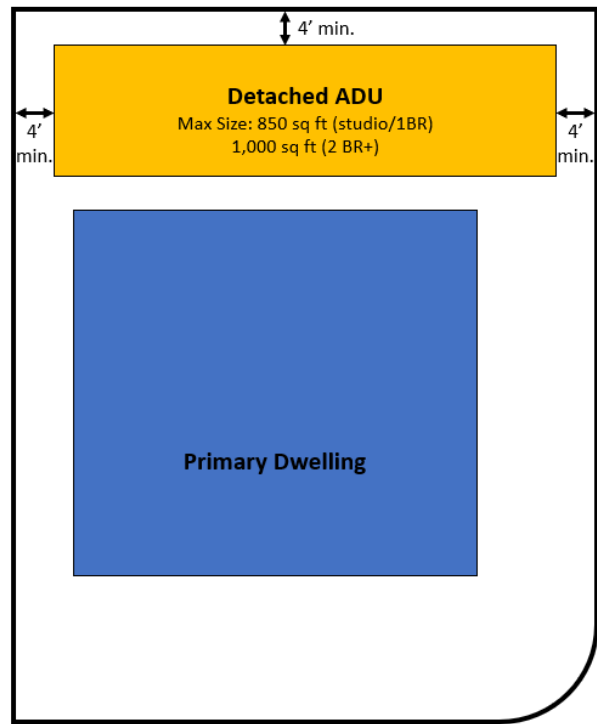 4’ min.
Detached ADU
Max Size: 850 sq ft (studio/1BR)
1,000 sq ft (2 BR+)
4’
min.
4’
min.
Primary Dwelling